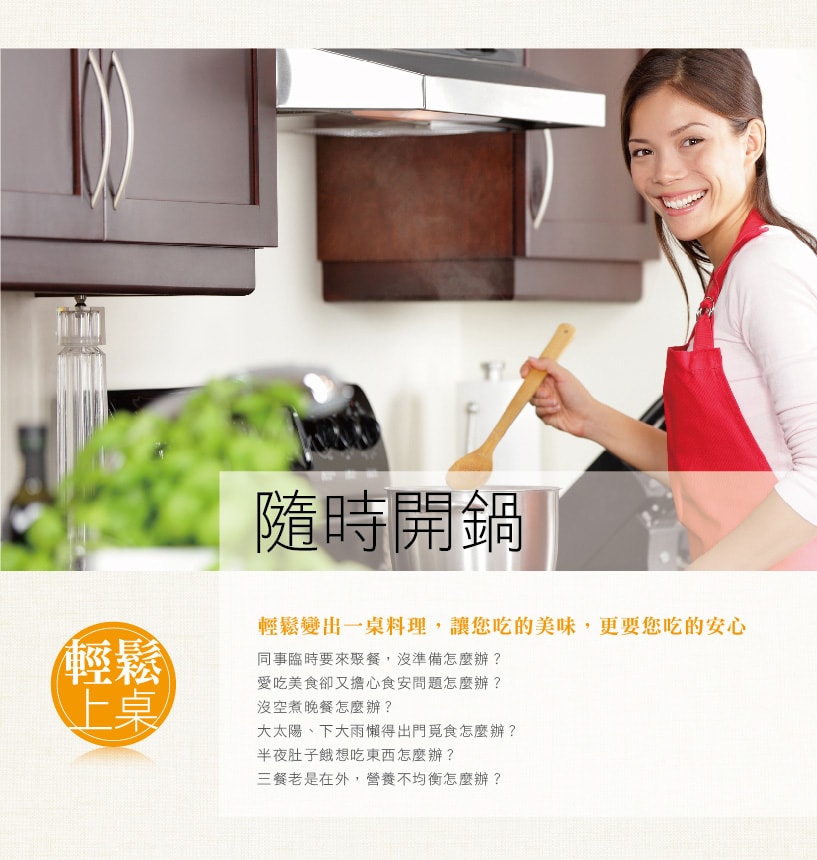 隨時開鍋
輕鬆
上桌
輕鬆變出一桌料理，讓您吃的美味，更要您吃的安心
同事臨時要來聚餐，沒準備怎麼辦？
愛吃美食卻又擔心食安問題怎麼辦？
沒空煮晚餐怎麼辦？
大太陽、下大雨懶得出門覓食怎麼辦？
半夜肚子餓想吃東西怎麼辦？
三餐老是在外，營養不均衡怎麼辦？